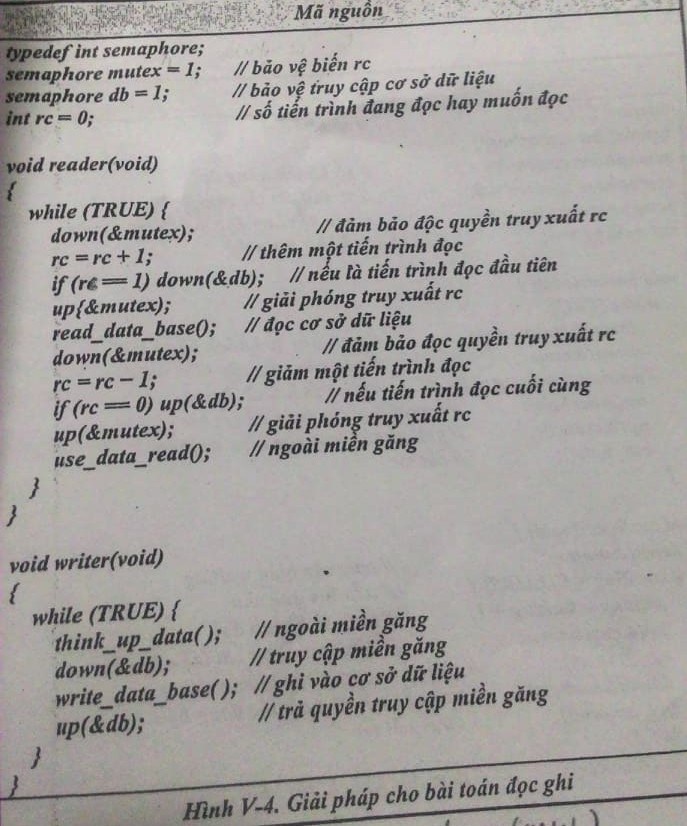 Mã nguồn
typedef int semaphore;
semaphore mutex = 1; // bảo vệ biến rc
semaphore db = 1; // bảo vệ truy cập cơ sở dữ liệu
int rc = 0; // số tiến trình đang đọc hay muốn đọc
void reader(void)
{
while (TRUE) {
down(&mutex); // đảm bảo độc quyền truy xuất rc
rc = rc + 1; // thêm một tiến trình đọc
if (rc == 1) down(&db); // nếu là tiến trình đọc đầu tiên
up{&mutex); // giải phóng truy xuất rc
read_data_base(); // đọc cơ sở dữ liệu
down(&mutex); // đảm bảo đọc quyền truy xuất rc
rc = rc - 1; // giảm một tiến trình đọc
if (rc == 0) up(&db); // nếu tiến trình đọc cuối cùng
up(&mutex); // giải phóng truy xuất rc
use_data_read(); // ngoài miền găng
}
}
void writer(void)
{
while (TRUE) {
think_up_data( ); // ngoài miền găng
down(&db); // truy cập miền găng
write_data_base( ); // ghi vào cơ sở dữ liệu
up(&db); // trả quyền truy cập miền găng
}
}
Hình V-4. Giải pháp cho bài toán đọc ghi